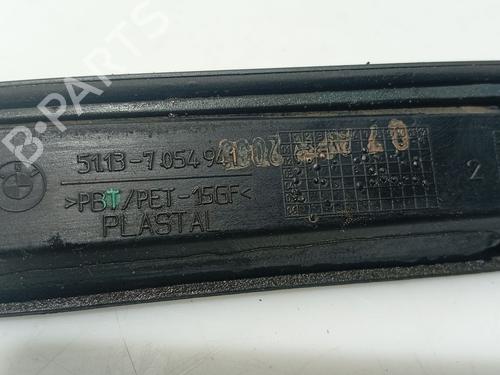 B-Parts
51.13-7 054 941
>PBT/PET-15GF<
PLASTAL
2